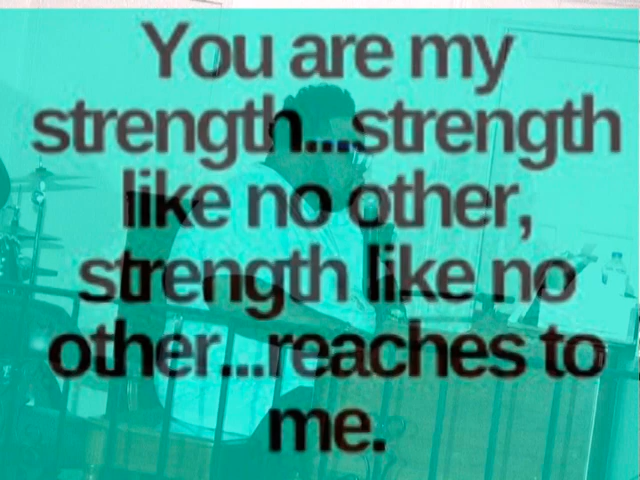 You are my
strength...strength
like no other,
strength like no
other...reaches to
me.